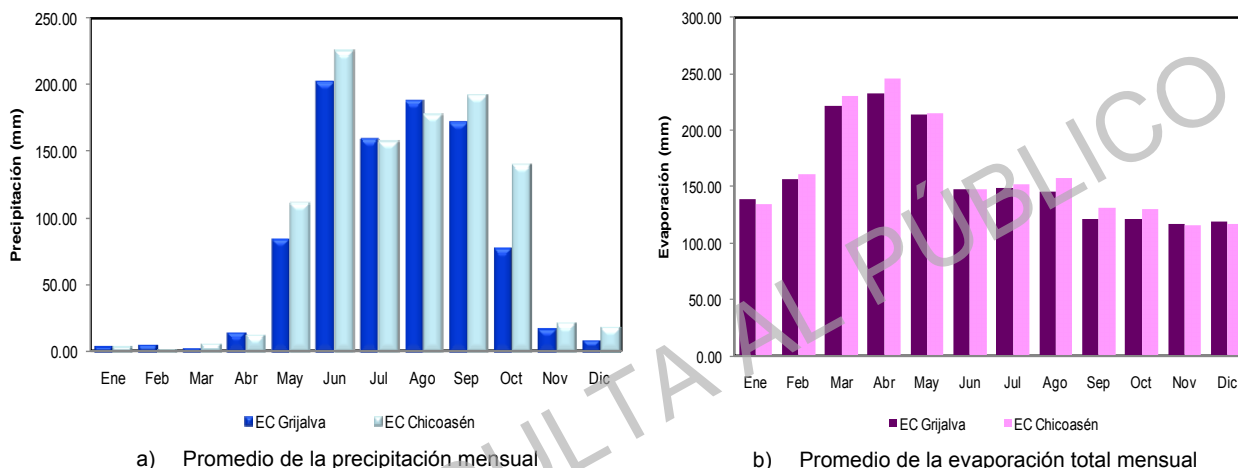 250.00
200.00
150.00
100.00
50.00
0.00
Precipitación (mm)
Ene Feb Mar Abr May Jun Jul Ago Sep Oct Nov Dic
EC Grijalva EC Chicoasén
a) Promedio de la precipitación mensual
300.00
250.00
200.00
150.00
100.00
50.00
0.00
Evaporación (mm)
Ene Feb Mar Abr May Jun Jul Ago Sep Oct Nov Dic
EC Grijalva EC Chicoasén
b) Promedio de la evaporación total mensual
SULTA AL PÚBLICO